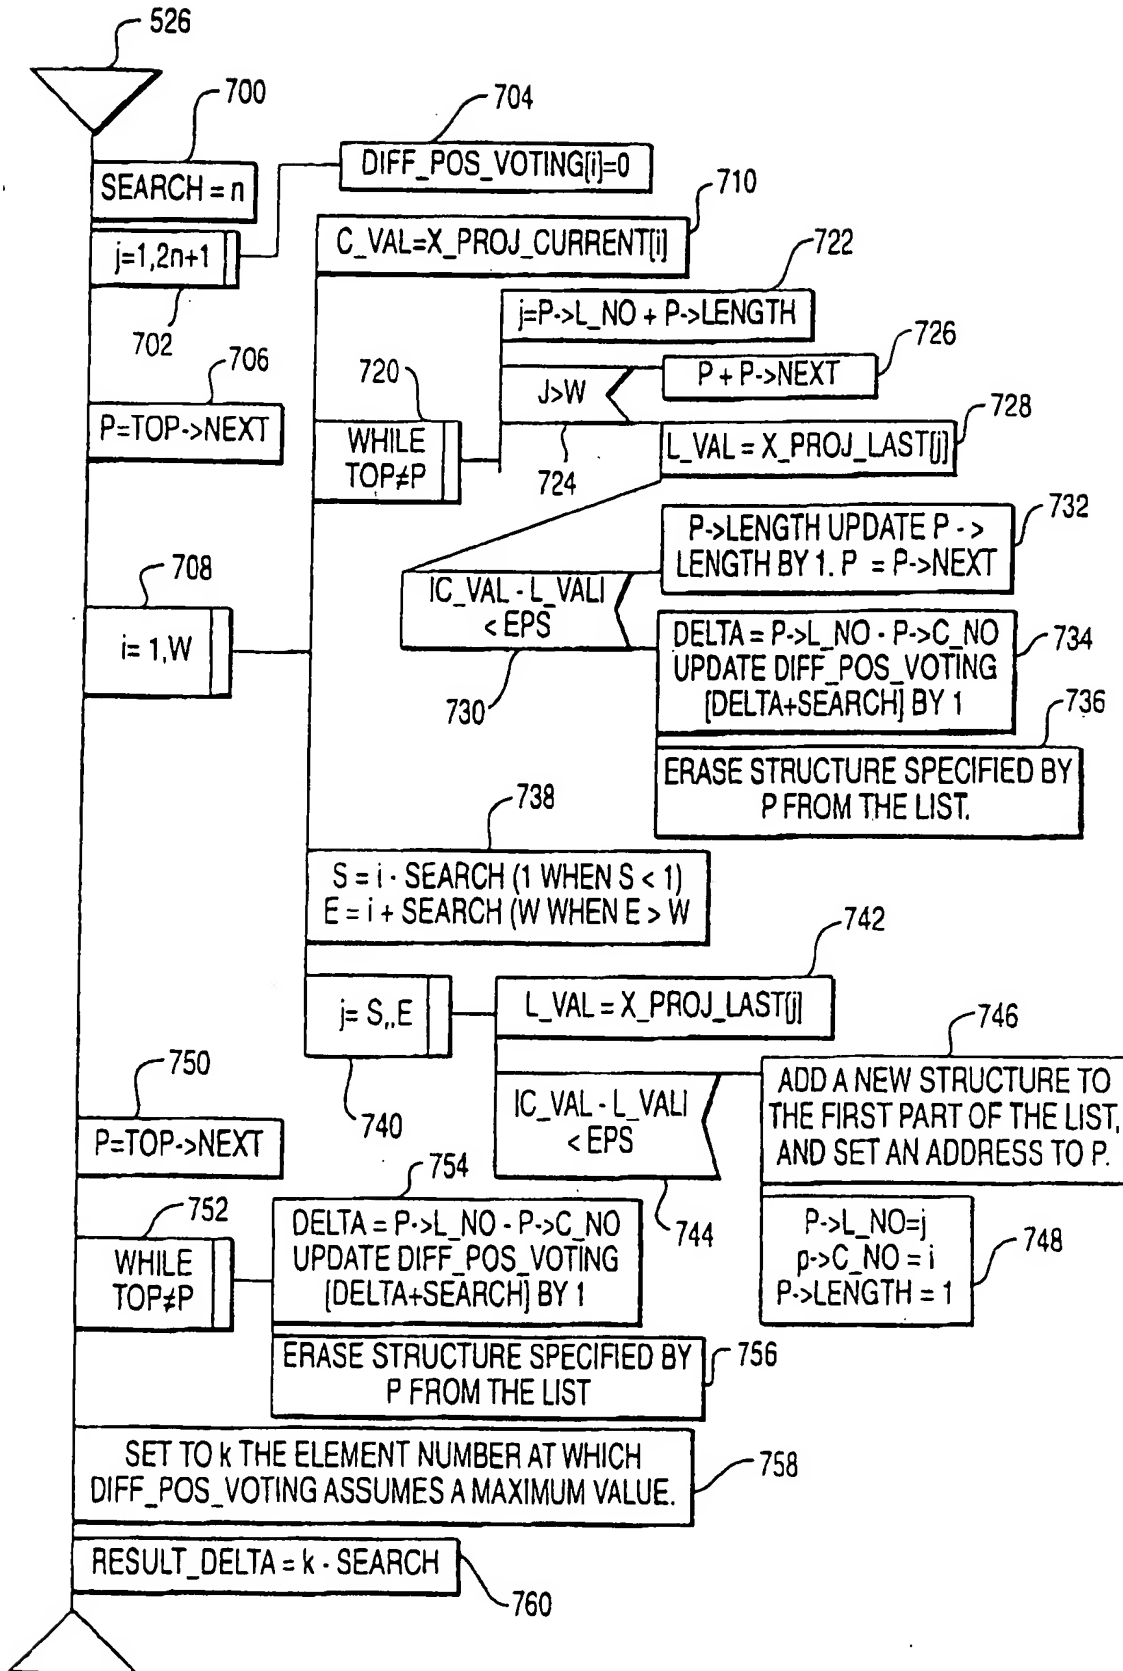 526
700
704
SEARCH = n
DIFF_POS_VOTING[i]=0
710
j=1,2n+1
C_VAL=X_PROJ_CURRENT[i]
722
702
j=P->L_NO + P->LENGTH
726
706
720
J>W
P + P->NEXT
728
P=TOP->NEXT
WHILE
TOP≠P
724
L_VAL = X_PROJ_LAST[j]
732
P->LENGTH UPDATE P ->
LENGTH BY 1. P = P->NEXT
708
IC_VAL - L_VALI
< EPS
i= 1,W
DELTA = P->L_NO - P->C_NO
UPDATE DIFF_POS_VOTING
[DELTA+SEARCH] BY 1
734
730
736
ERASE STRUCTURE SPECIFIED BY
P FROM THE LIST.
738
S = i - SEARCH (1 WHEN S < 1)
E = i + SEARCH (W WHEN E > W
742
j= S,.E
L_VAL = X_PROJ_LAST[j]
746
750
740
IC_VAL - L_VALI
< EPS
ADD A NEW STRUCTURE TO
THE FIRST PART OF THE LIST,
AND SET AN ADDRESS TO P.
P=TOP->NEXT
754
752
744
WHILE
TOP≠P
DELTA = P->L_NO - P->C_NO
UPDATE DIFF_POS_VOTING
[DELTA+SEARCH] BY 1
P->L_NO=j
p->C_NO = i
P->LENGTH = 1
748
ERASE STRUCTURE SPECIFIED BY
P FROM THE LIST
756
SET TO k THE ELEMENT NUMBER AT WHICH
DIFF_POS_VOTING ASSUMES A MAXIMUM VALUE.
758
RESULT_DELTA = k - SEARCH
760